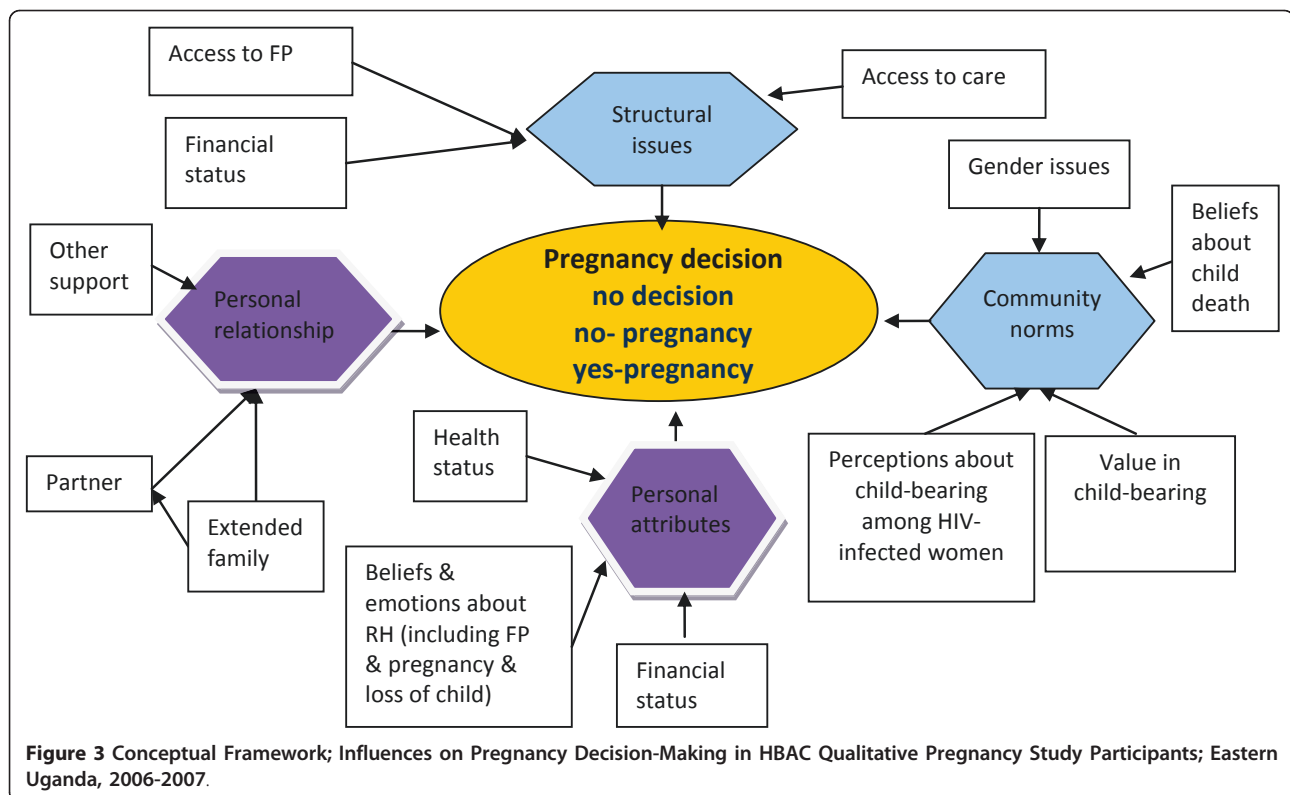 Access to FP
Access to care
Structural
issues
Financial
status
Gender issues
Beliefs
about
child
death
Other
support
Personal
relationship
Pregnancy decision
no decision
no- pregnancy
yes-pregnancy
Community
norms
Health
status
Personal
attributes
Perceptions about
child-bearing
among HIV-
infected women
Value in
child-bearing
Partner
Extended
family
Beliefs &
emotions about
RH (including FP
& pregnancy &
loss of child)
Financial
status
Figure 3 Conceptual Framework; Influences on Pregnancy Decision-Making in HBAC Qualitative Pregnancy Study Participants; Eastern
Uganda, 2006-2007.